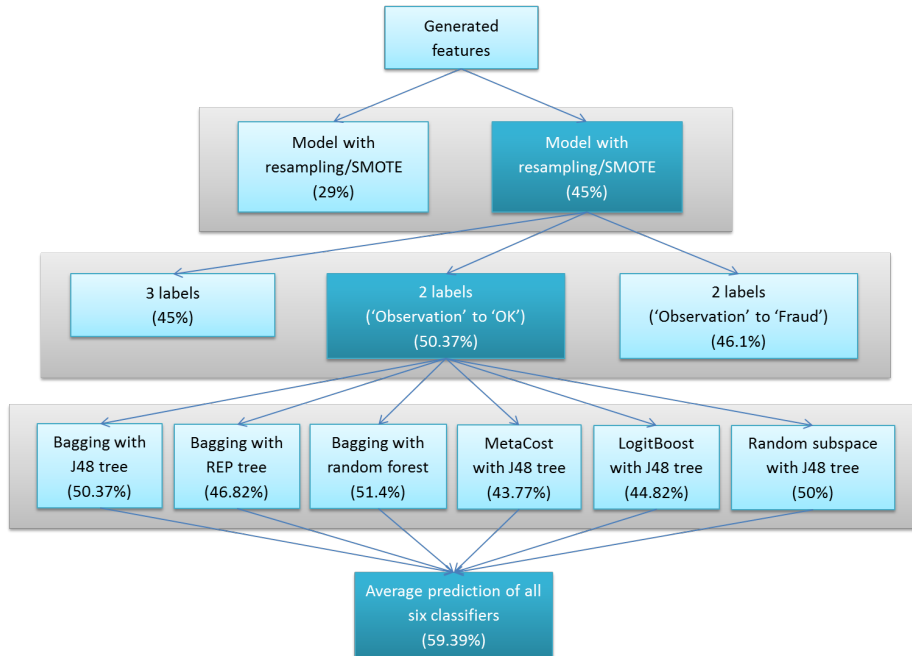 Generated
features
Model with
resampling/SMOTE
(29%)
Model with
resampling/SMOTE
(45%)
3 labels
(45%)
2 labels
(‘Observation’ to ‘OK’)
(50.37%)
2 labels
(‘Observation’ to ‘Fraud’)
(46.1%)
Bagging with
J48 tree
(50.37%)
Bagging with
REP tree
(46.82%)
Bagging with
random forest
(51.4%)
MetaCost
with J48 tree
(43.77%)
LogitBoost
with J48 tree
(44.82%)
Random subspace
with J48 tree
(50%)
Average prediction of all
six classifiers
(59.39%)